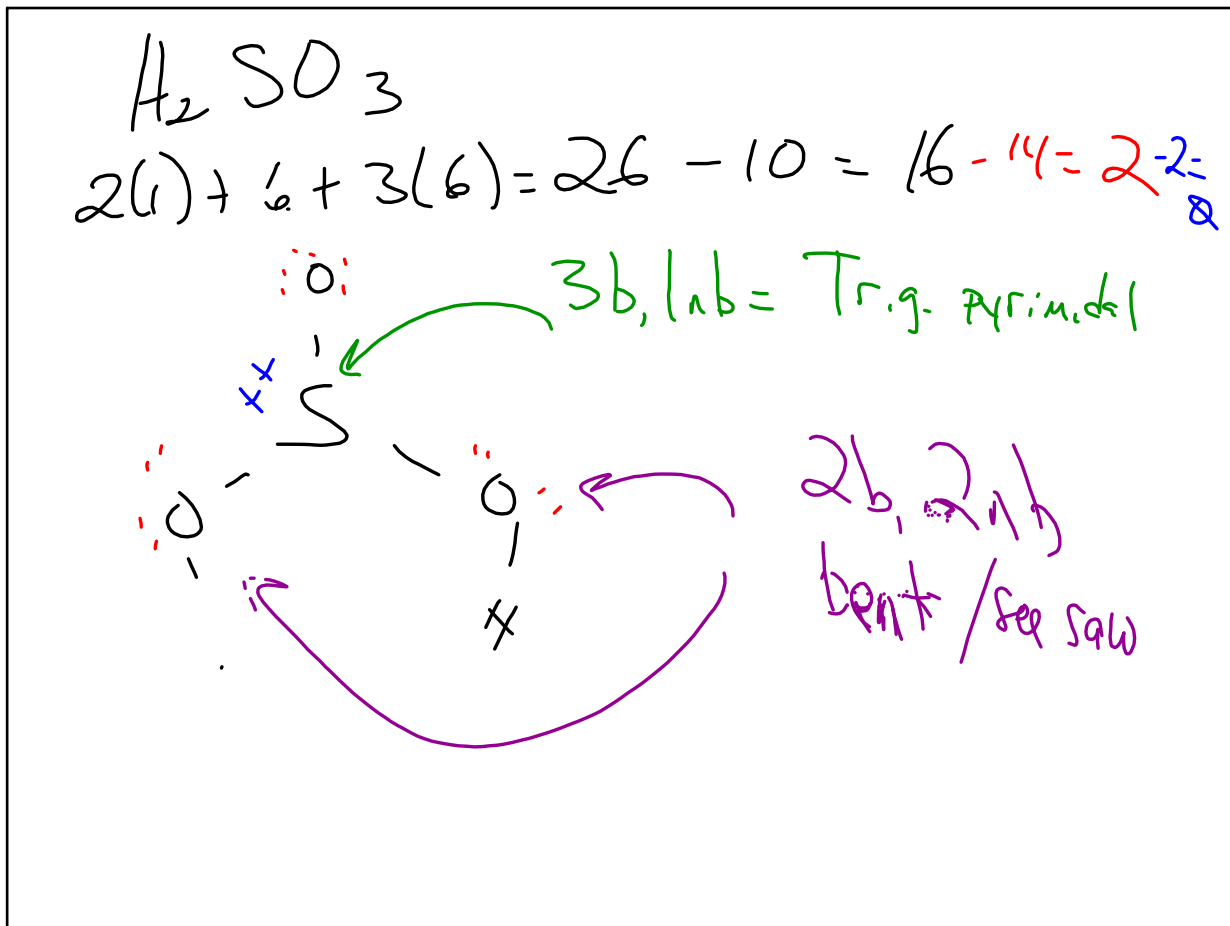 H₂SO₃
2(1) + 6 + 3(6) = 26 - 10 = 16 - 14 = 2 - 2 = 0
O
3b, 1nb = Trig. pyrimidal
S
O O
2b, 2nb
bent / see saw
H